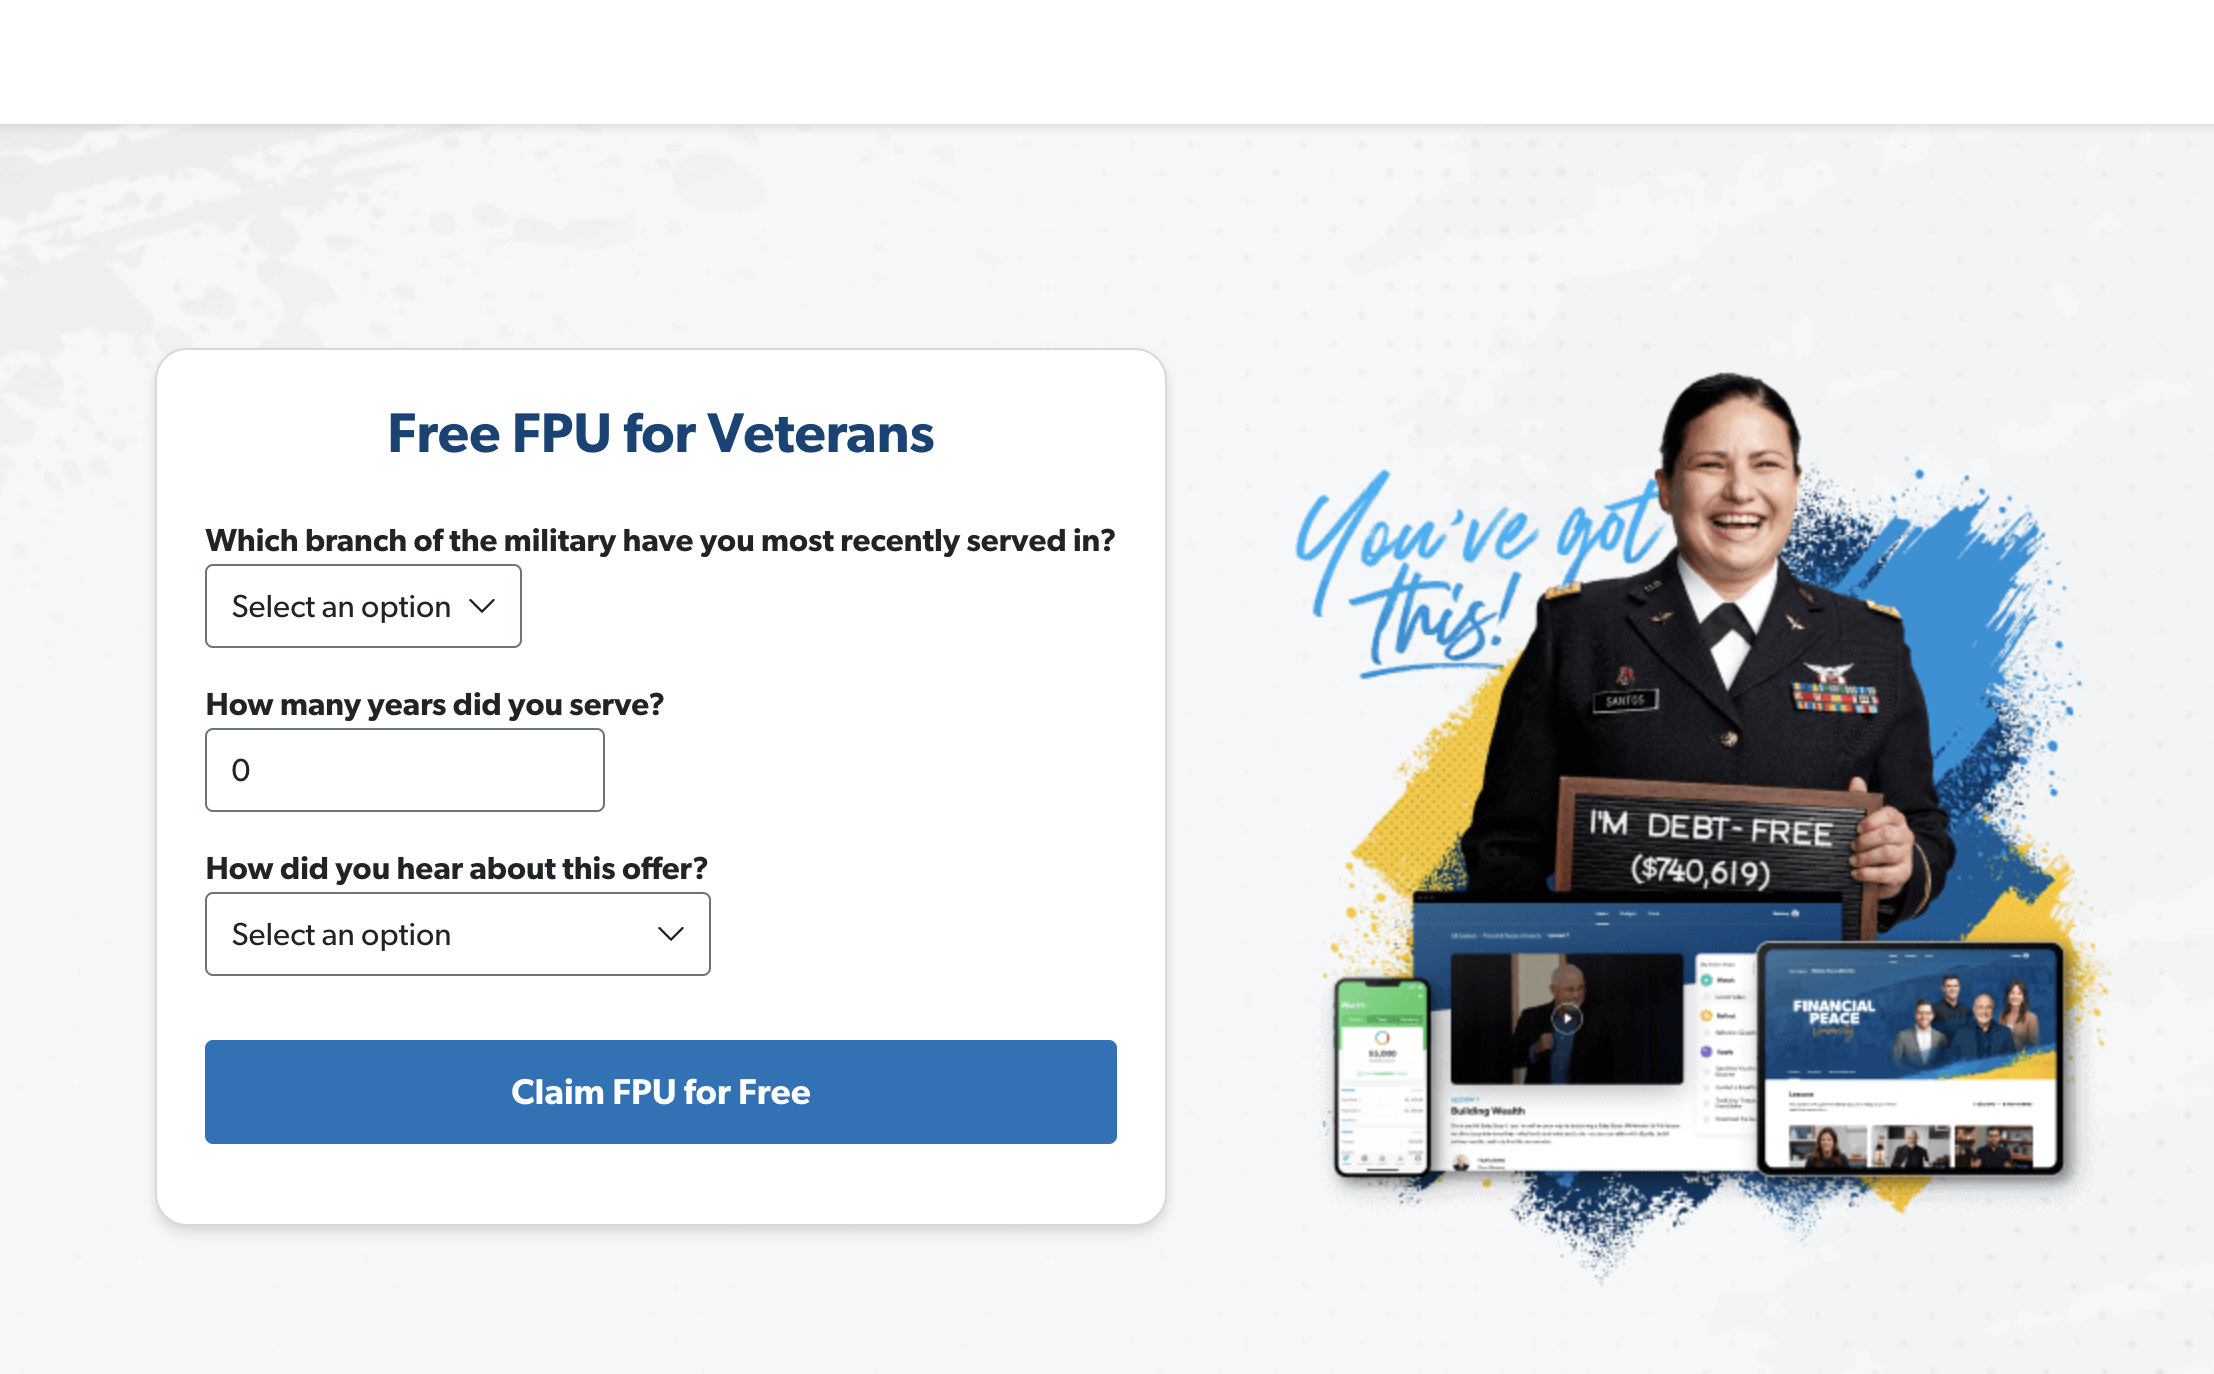 Free FPU for Veterans
Which branch of the military have you most recently served in?
Select an option
How many years did you serve?
0
How did you hear about this offer?
Select an option
Claim FPU for Free
You've got
this!
SANTOS
I'M DEBT-FREE
($740,619)
FINANCIAL
PEACE
University
$5,000
Building Wealth
Lessons